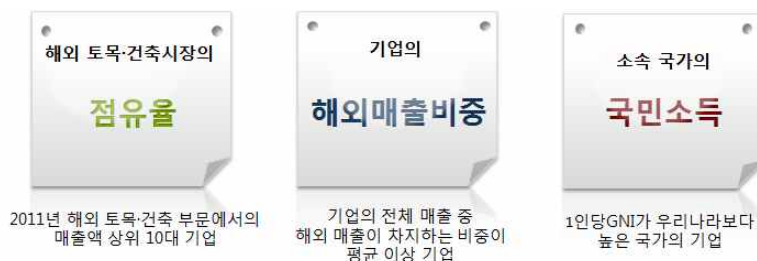 해외 토목·건축시장의
점유율
2011년 해외 토목·건축 부문에서의
매출액 상위 10대 기업
기업의
해외매출비중
기업의 전체 매출 중
해외 매출이 차지하는 비중이
평균 이상 기업
소속 국가의
국민소득
1인당GNI가 우리나라보다
높은 국가의 기업